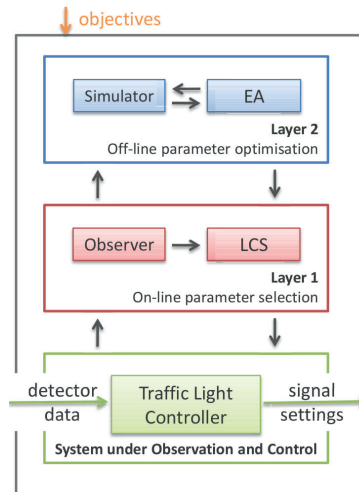 objectives
Simulator
EA
Layer 2
Off-line parameter optimisation
Observer
LCS
Layer 1
On-line parameter selection
detector
data
Traffic Light
Controller
signal
settings
System under Observation and Control